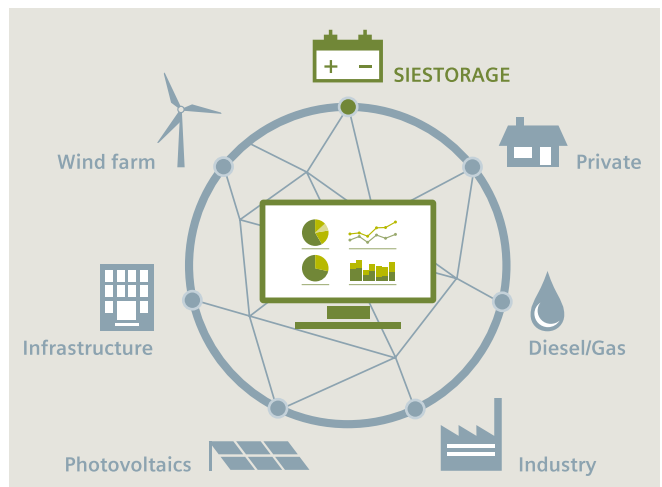 SIESTORAGE
Wind farm
Private
Infrastructure
Diesel/Gas
Photovoltaics
Industry